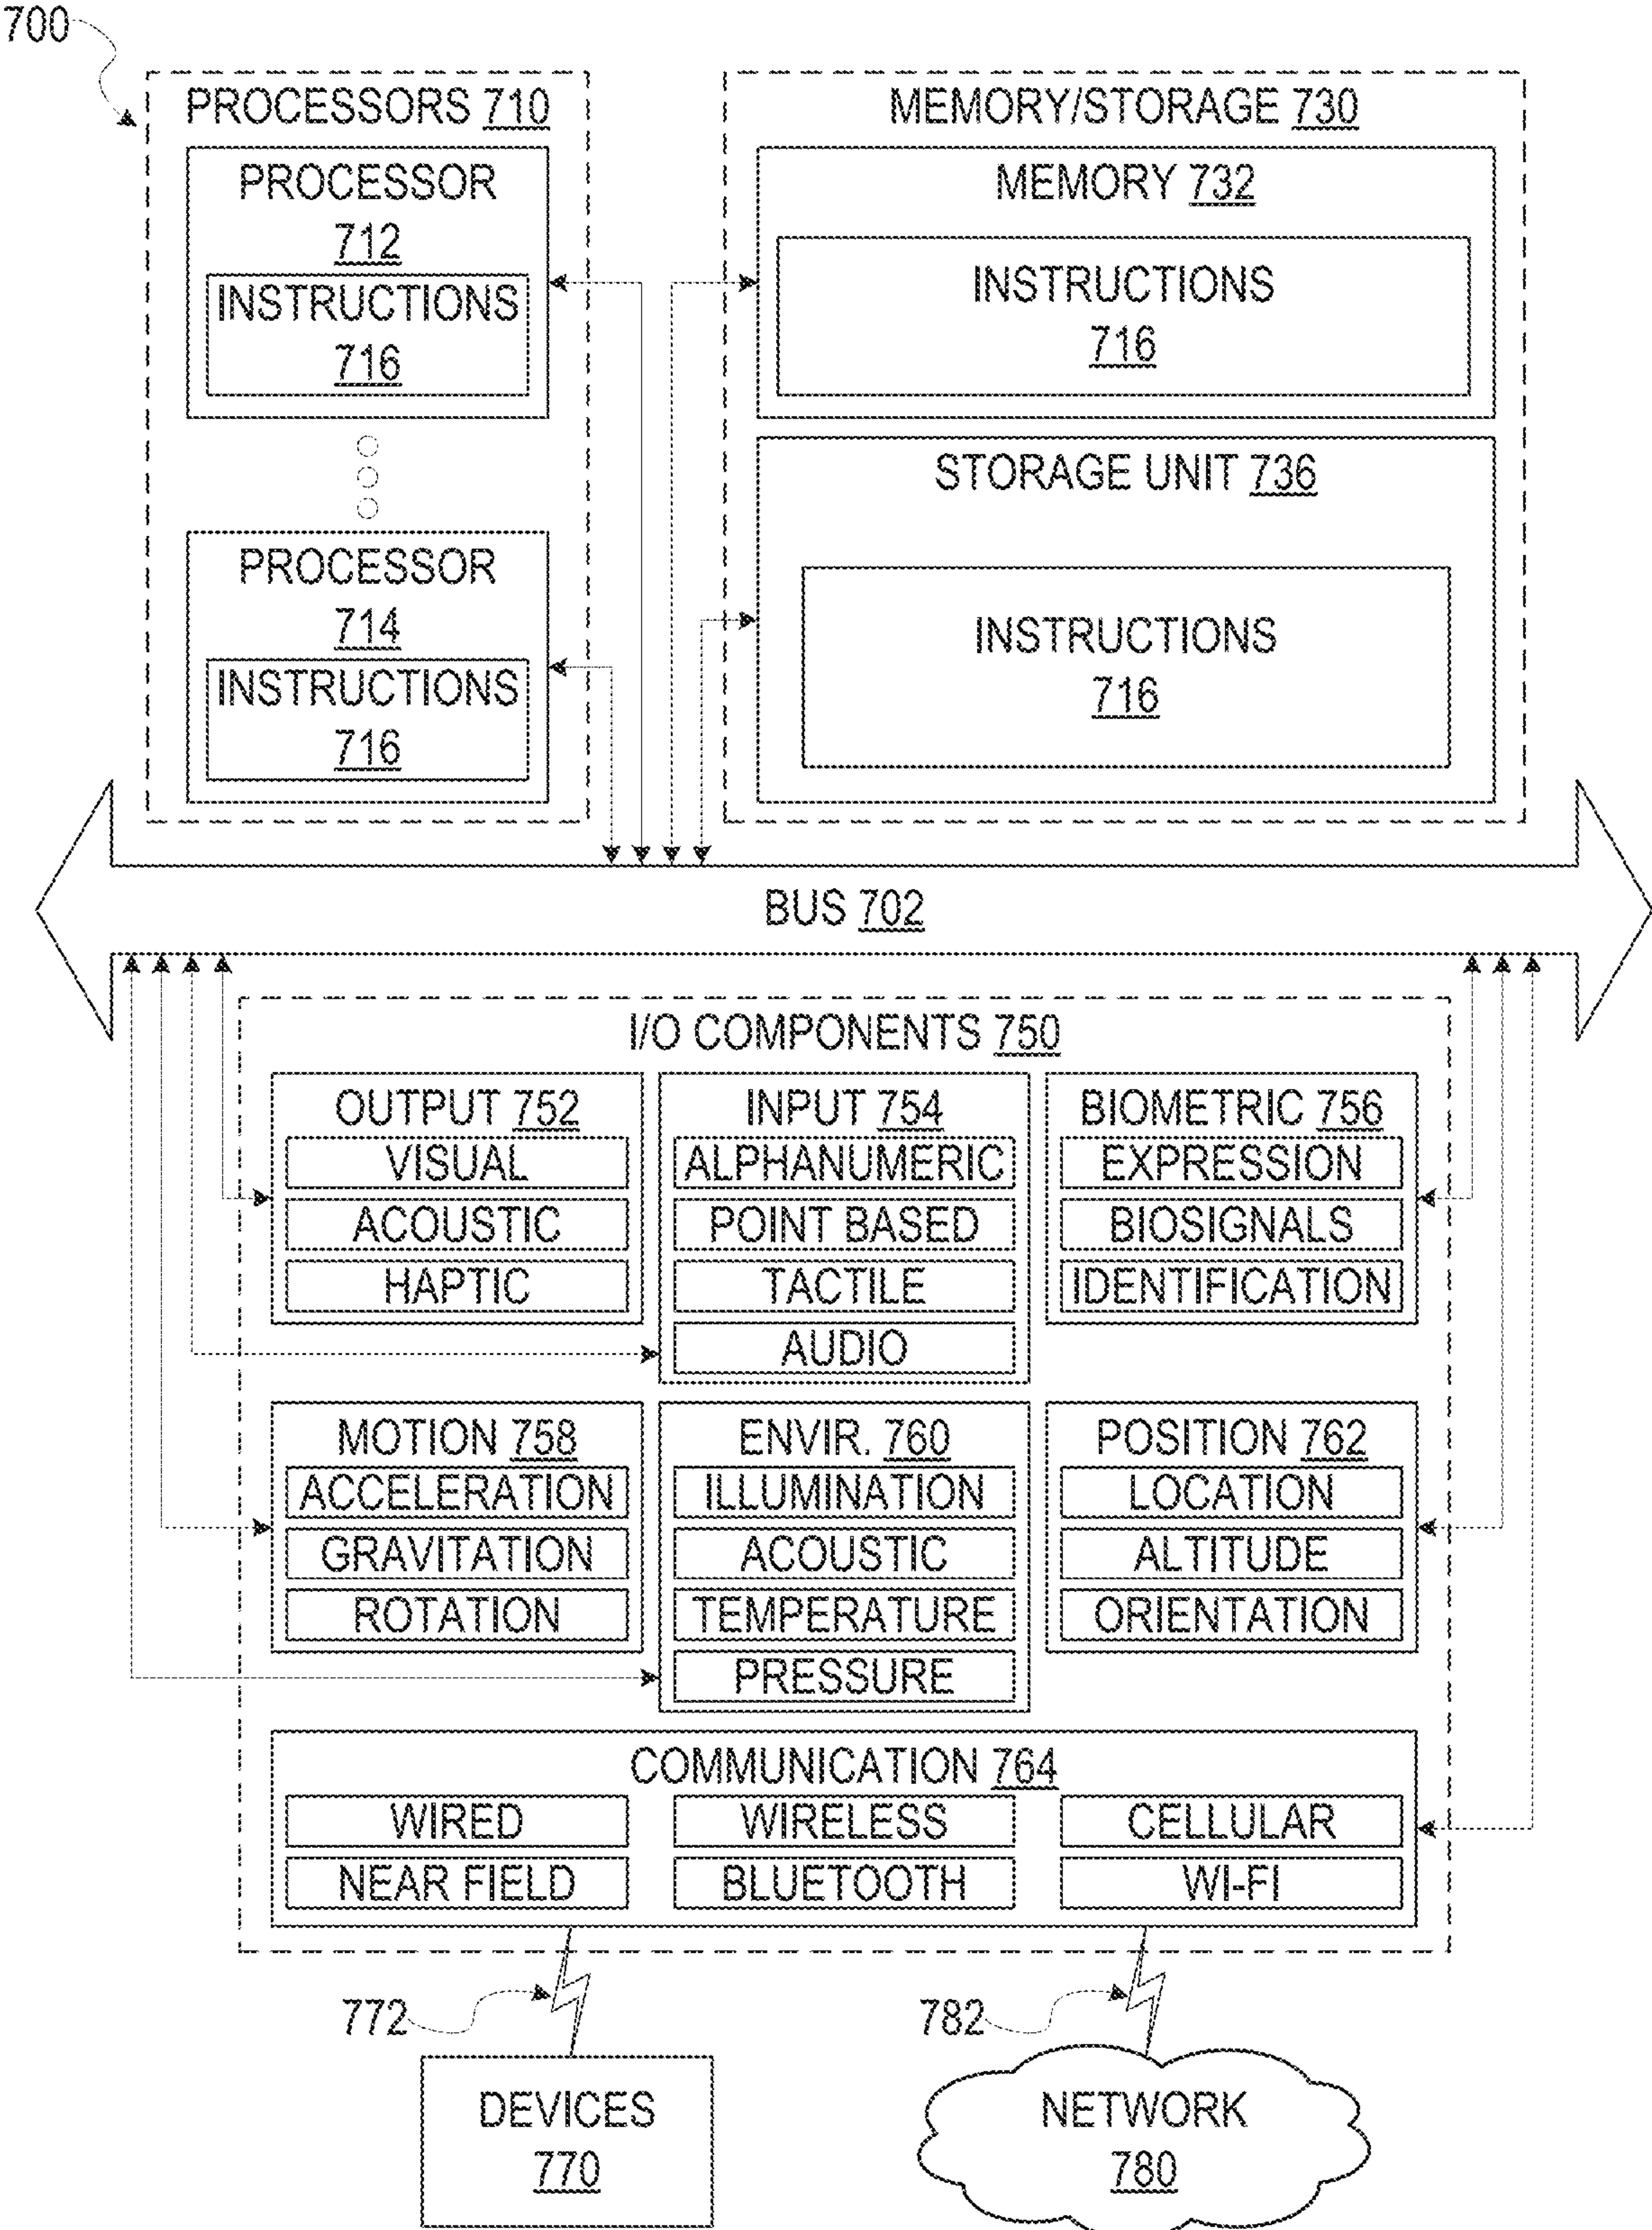 700
PROCESSORS 710
PROCESSOR
712
INSTRUCTIONS
716
PROCESSOR
714
INSTRUCTIONS
716
MEMORY/STORAGE 730
MEMORY 732
INSTRUCTIONS
716
STORAGE UNIT 736
INSTRUCTIONS
716
BUS 702
I/O COMPONENTS 750
OUTPUT 752
VISUAL
ACOUSTIC
HAPTIC
INPUT 754
ALPHANUMERIC
POINT BASED
TACTILE
AUDIO
BIOMETRIC 756
EXPRESSION
BIOSIGNALS
IDENTIFICATION
MOTION 758
ACCELERATION
GRAVITATION
ROTATION
ENVIR. 760
ILLUMINATION
ACOUSTIC
TEMPERATURE
PRESSURE
POSITION 762
LOCATION
ALTITUDE
ORIENTATION
COMMUNICATION 764
WIRED
WIRELESS
CELLULAR
NEAR FIELD
BLUETOOTH
WI-FI
772
782
DEVICES
770
NETWORK
780